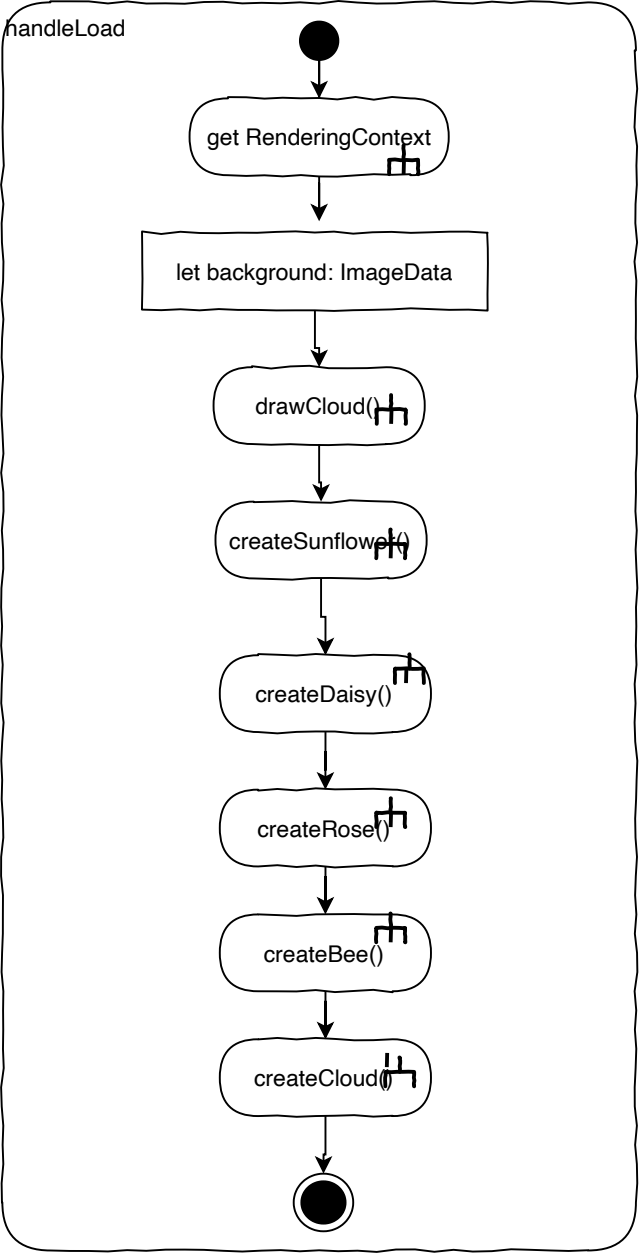 handleLoad
get RenderingContext
let background: ImageData
drawCloud()
createSunflower()
createDaisy()
createRose()
createBee()
createCloud()